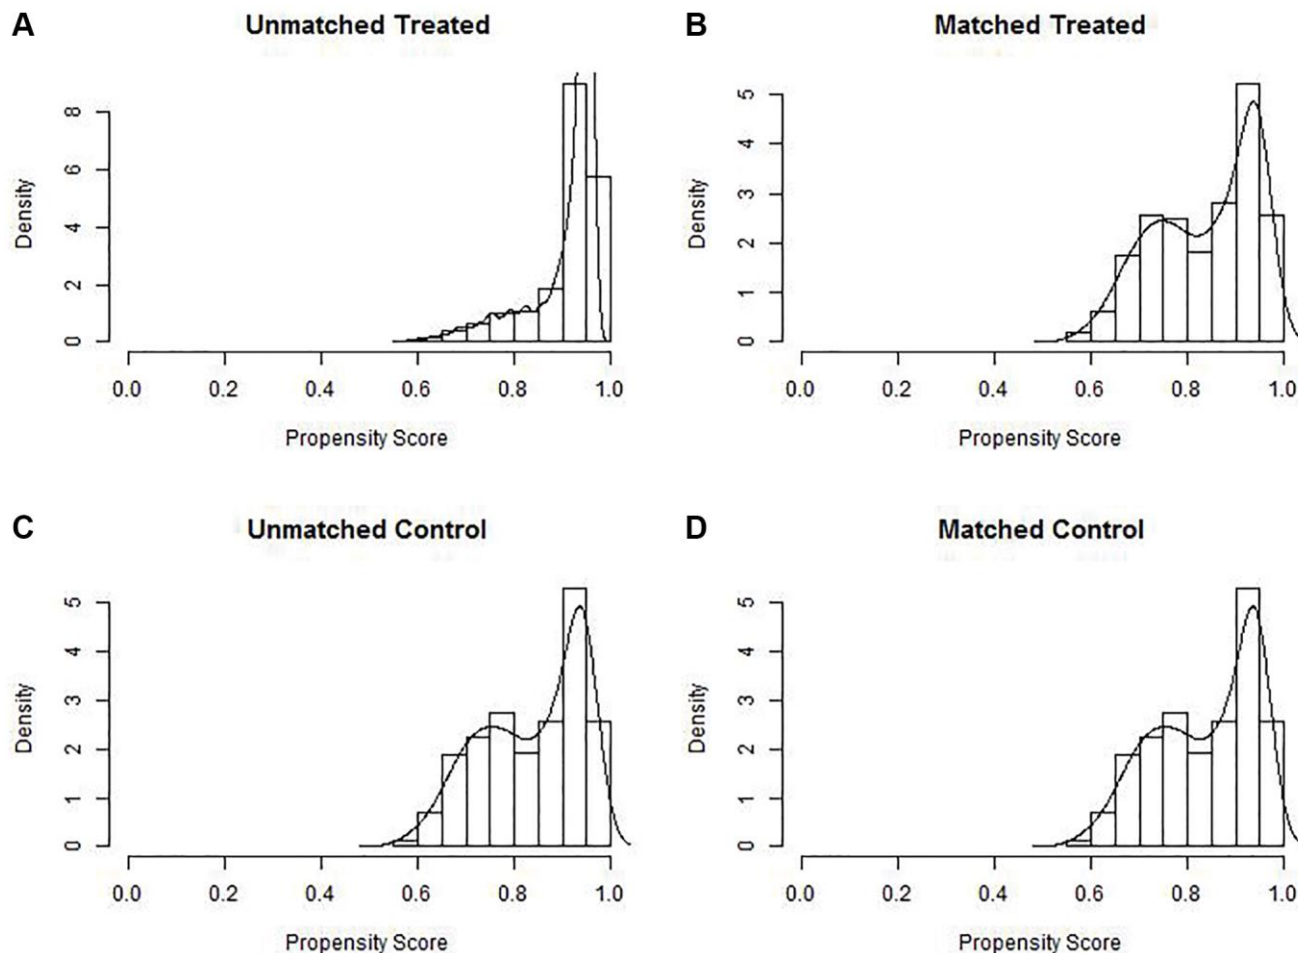 A
Unmatched Treated
Density
8
6
4
2
0
0.0 0.2 0.4 0.6 0.8 1.0
Propensity Score
B
Matched Treated
Density
5
4
3
2
1
0
0.0 0.2 0.4 0.6 0.8 1.0
Propensity Score
C
Unmatched Control
Density
5
4
3
2
1
0
0.0 0.2 0.4 0.6 0.8 1.0
Propensity Score
D
Matched Control
Density
5
4
3
2
1
0
0.0 0.2 0.4 0.6 0.8 1.0
Propensity Score